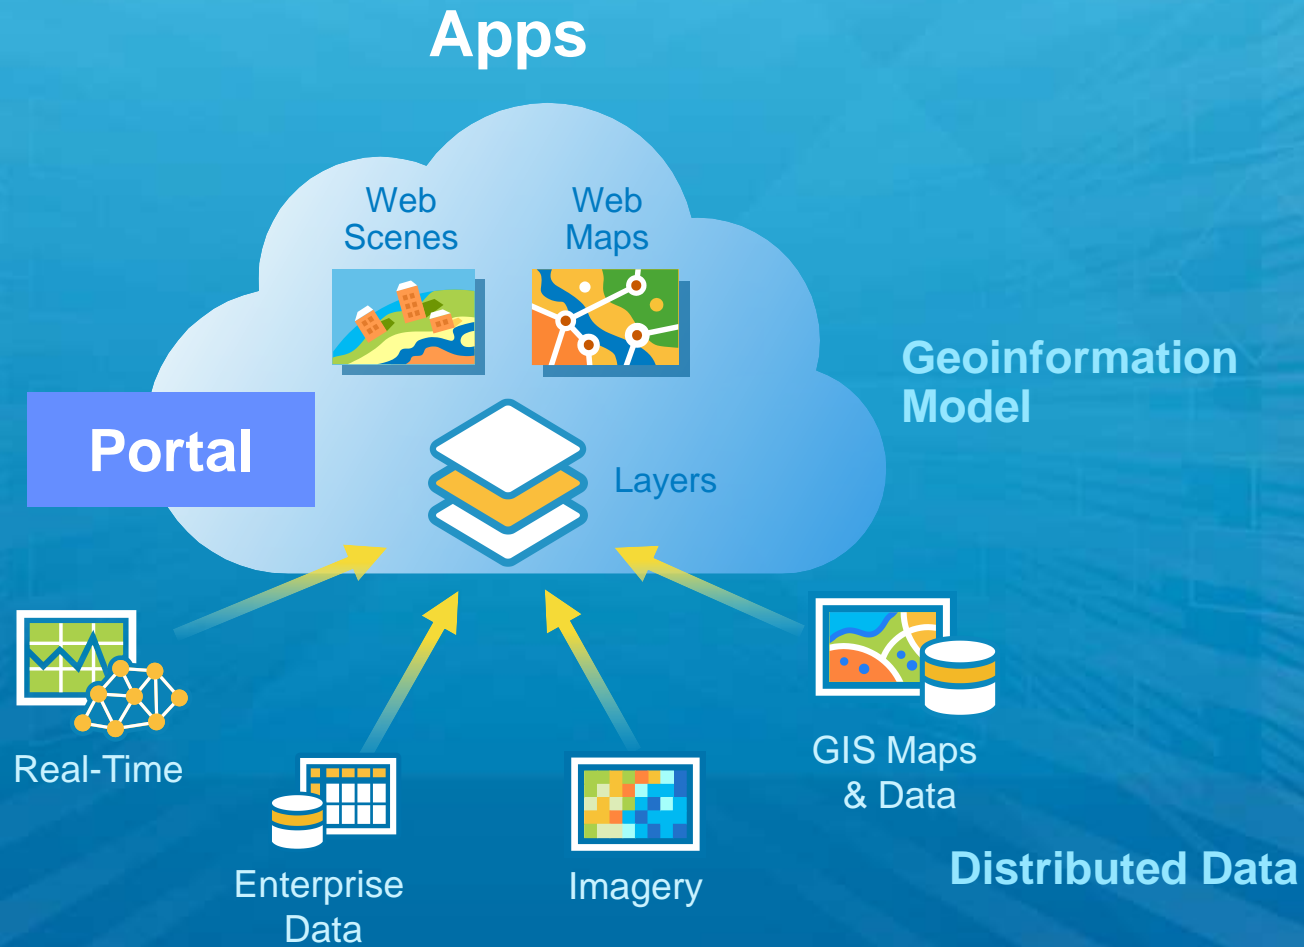 Apps
Web
Scenes
Web
Maps
Geoinformation
Model
Portal
Layers
Real-Time
GIS Maps
& Data
Enterprise
Data
Imagery
Distributed Data